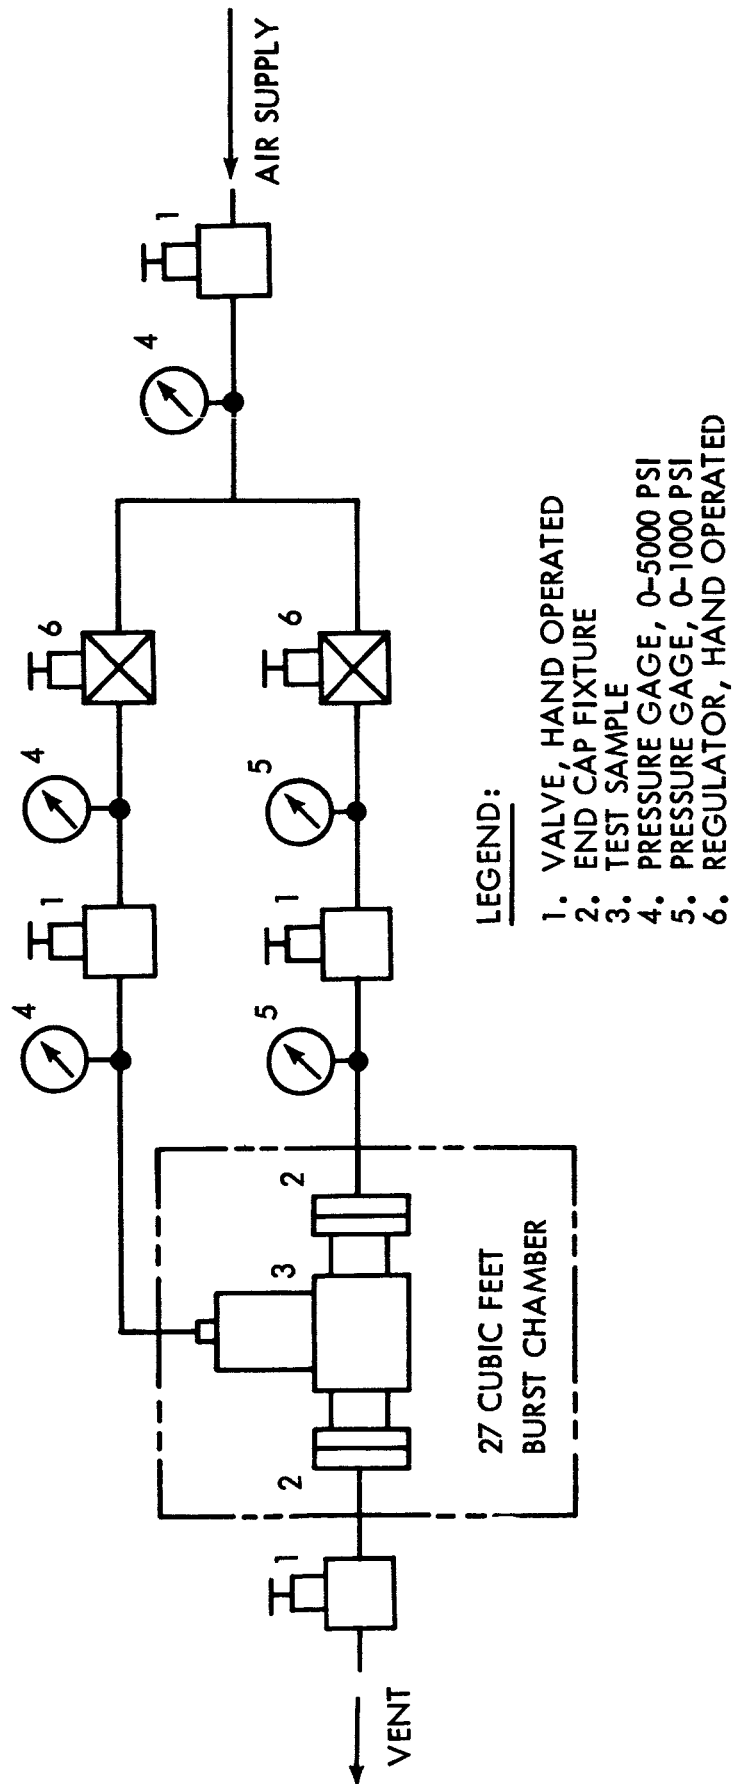 AIR SUPPLY
1
4
6
6
4
5
1
1
4
5
2
3
2
27 CUBIC FEET
BURST CHAMBER
1
VENT
LEGEND:
1. VALVE, HAND OPERATED
2. END CAP FIXTURE
3. TEST SAMPLE
4. PRESSURE GAGE, 0-5000 PSI
5. PRESSURE GAGE, 0-1000 PSI
6. REGULATOR, HAND OPERATED